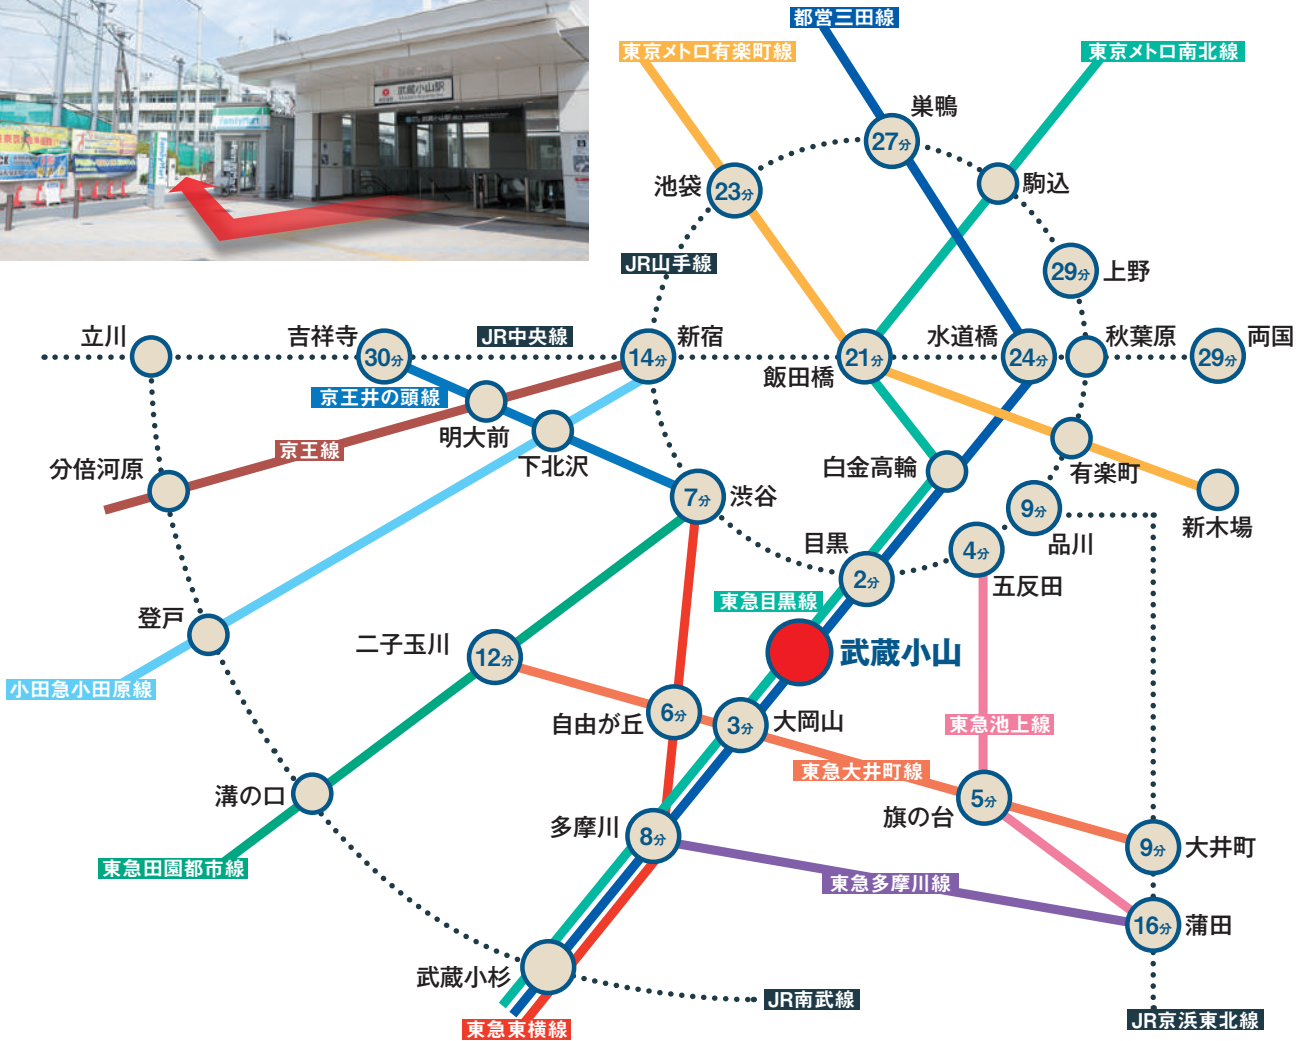 武蔵小山駅
FamilyMart
都営三田線
東京メトロ有楽町線
東京メトロ南北線
巣鴨
27分
池袋
23分
駒込
JR山手線
29分
上野
立川
吉祥寺
30分
JR中央線
14分
新宿
21分
飯田橋
水道橋
24分
秋葉原
29分
両国
京王井の頭線
明大前
京王線
下北沢
分倍河原
7分
渋谷
白金高輪
有楽町
新木場
9分
品川
目黒
2分
4分
五反田
東急目黒線
武蔵小山
登戸
小田急小田原線
二子玉川
12分
自由が丘
6分
3分
大岡山
東急池上線
東急大井町線
溝の口
東急田園都市線
多摩川
8分
旗の台
5分
9分
大井町
東急多摩川線
16分
蒲田
武蔵小杉
JR南武線
東急東横線
JR京浜東北線